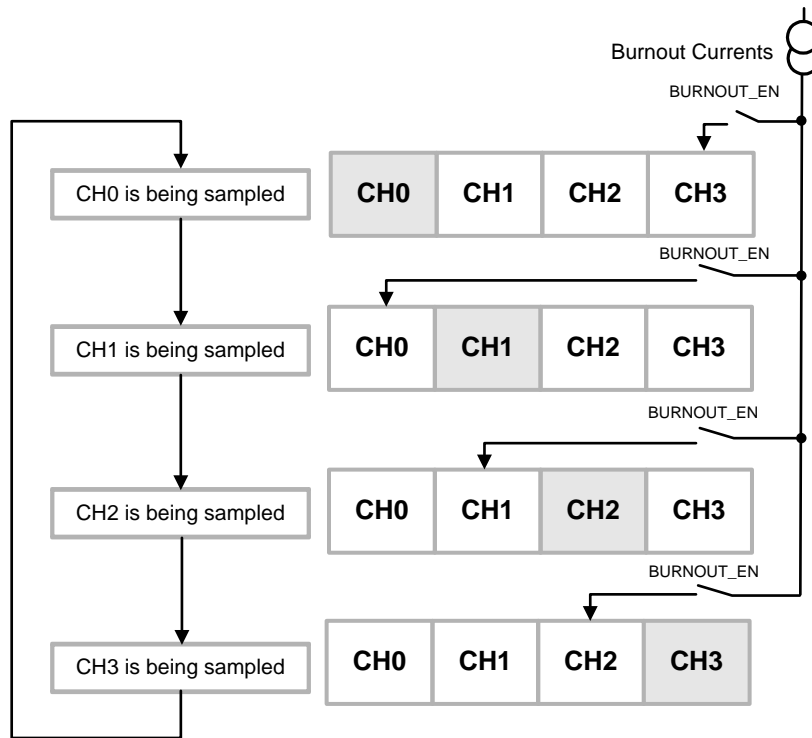 Burnout Currents
BURNOUT_EN
CH0 is being sampled
CH0 CH1 CH2 CH3
BURNOUT_EN
CH1 is being sampled
CH0 CH1 CH2 CH3
BURNOUT_EN
CH2 is being sampled
CH0 CH1 CH2 CH3
BURNOUT_EN
CH3 is being sampled
CH0 CH1 CH2 CH3